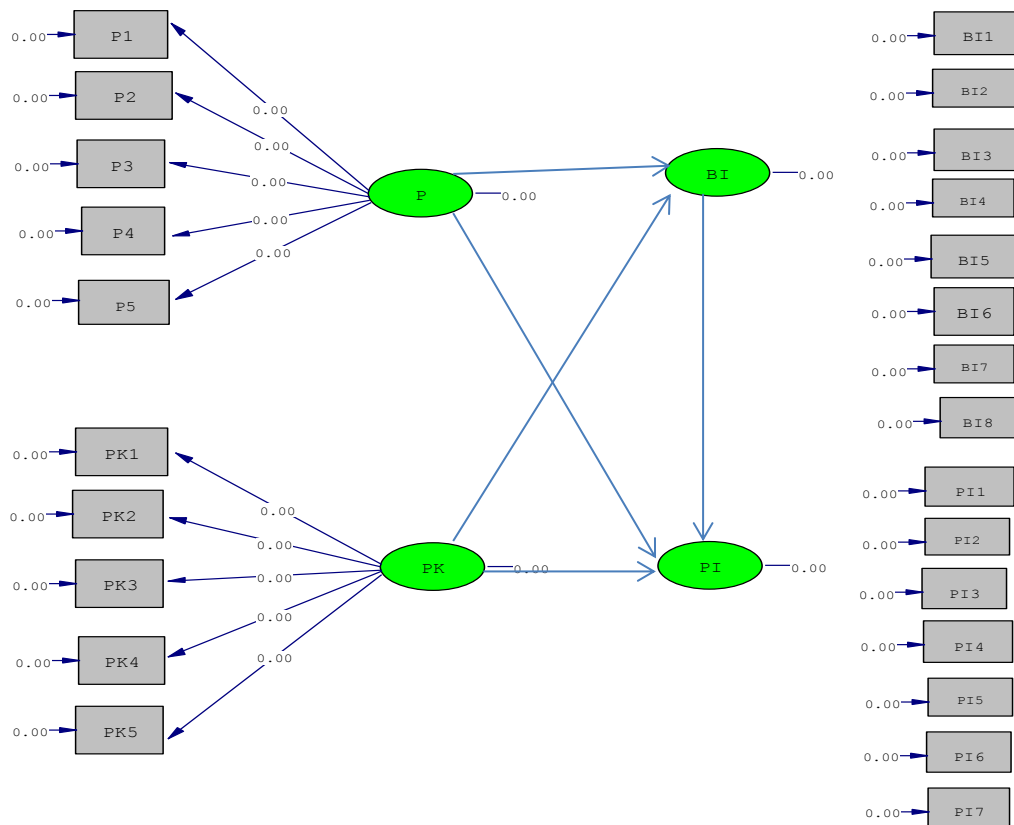 0.00 P1
0.00 P2
0.00 P3
0.00 P4
0.00 P5
0.00
0.00
0.00
0.00
0.00
P 0.00
0.00 PK1
0.00 PK2
0.00 PK3
0.00 PK4
0.00 PK5
0.00
0.00
0.00
0.00
0.00
PK 0.00
BI 0.00
PI 0.00
0.00 BI1
0.00 BI2
0.00 BI3
0.00 BI4
0.00 BI5
0.00 BI6
0.00 BI7
0.00 BI8
0.00 PI1
0.00 PI2
0.00 PI3
0.00 PI4
0.00 PI5
0.00 PI6
0.00 PI7